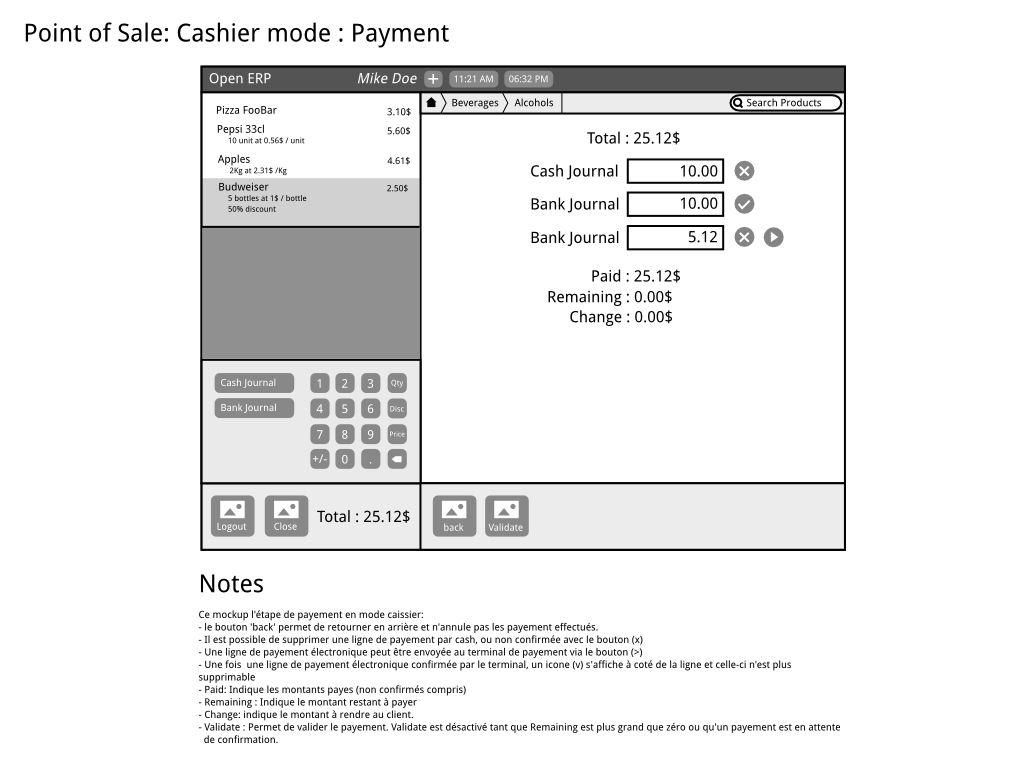 Point of Sale: Cashier mode : Payment
Open ERP
Mike Doe
+
11:21 AM
06:32 PM
Pizza FooBar 3.10$
Pepsi 33cl 5.60$
10 unit at 0.56$ / unit
Apples 4.61$
2Kg at 2.31$ /Kg
Budweiser 2.50$
5 bottles at 1$ / bottle
50% discount
Beverages
Alcohols
Search Products
Total : 25.12$
Cash Journal 10.00
Bank Journal 10.00
Bank Journal 5.12
Paid : 25.12$
Remaining : 0.00$
Change : 0.00$
Cash Journal
Bank Journal
1 2 3 Qty
4 5 6 Disc
7 8 9 Price
+/- 0 .
Logout
Close
Total : 25.12$
back
Validate
Notes
Ce mockup l'étape de payement en mode caissier:
- le bouton 'back' permet de retourner en arrière et n'annule pas les payement effectués.
- Il est possible de supprimer une ligne de payement par cash, ou non confirmée avec le bouton (x)
- Une ligne de payement électronique peut être envoyée au terminal de payement via le bouton (>)
- Une fois  une ligne de payement électronique confirmée par le terminal, un icone (v) s'affiche à coté de la ligne et celle-ci n'est plus
supprimable
- Paid: Indique les montants payes (non confirmés compris)
- Remaining : Indique le montant restant à payer
- Change: indique le montant à rendre au client.
- Validate : Permet de valider le payement. Validate est désactivé tant que Remaining est plus grand que zéro ou qu'un payement est en attente
de confirmation.